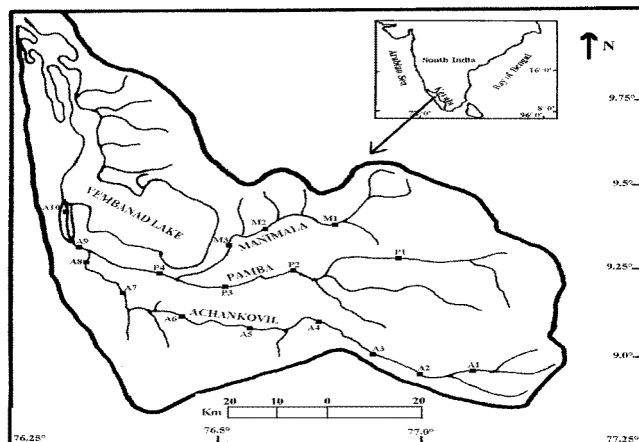 South India
Arabian Sea
Bay of Bengal
Kerala
16°0'
8°0'
96°0'
N
9.75°
9.5°
9.25°
9.0°
VEMBANAD LAKE
MANIMALA
PAMBA
ACHANKOVIL
A10
A9
A8
A7
A6
A5
A4
A3
A2
A1
M3
M2
M1
P4
P3
P2
P1
Km
20 10 0 20
76.25°
76.5°
77.0°
77.25°